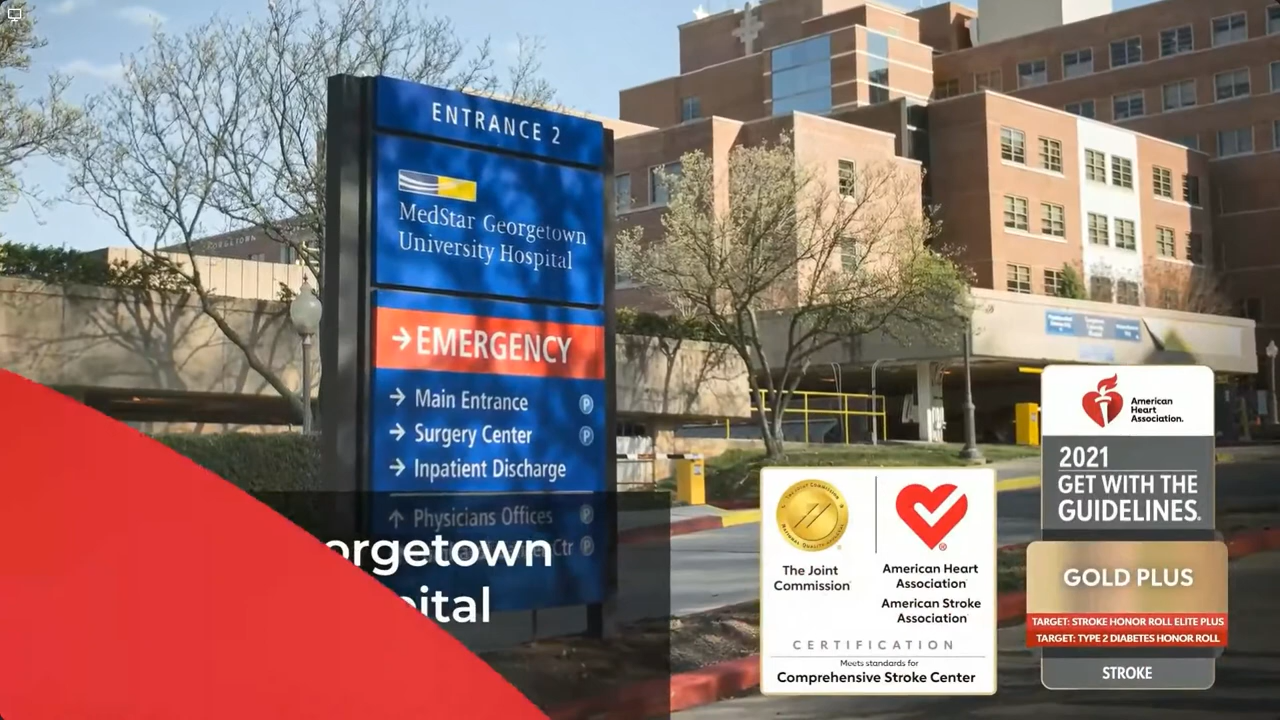 ENTRANCE 2
MedStar Georgetown
University Hospital
→ EMERGENCY
→ Main Entrance P
→ Surgery Center P
→ Inpatient Discharge
↑ Physicians Offices P
Ctr P
orgetown
pital
The Joint
Commission
American Heart
Association®
American Stroke
Association®
CERTIFICATION
Meets standards for
Comprehensive Stroke Center
American
Heart
Association.
2021
GET WITH THE
GUIDELINES®
GOLD PLUS
TARGET: STROKE HONOR ROLL ELITE PLUS
TARGET: TYPE 2 DIABETES HONOR ROLL
STROKE